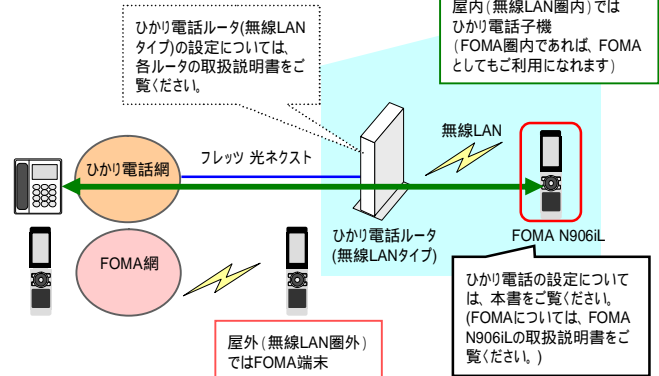 屋内(無線LAN圏内)では
ひかり電話子機
(FOMA圏内であれば、FOMA
としてもご利用になれます)
ひかり電話ルータ(無線LAN
タイプ)の設定については、
各ルータの取扱説明書をご
覧ください。
無線LAN
フレッツ 光ネクスト
ひかり電話網
ひかり電話ルータ
(無線LANタイプ)
FOMA N906iL
FOMA網
ひかり電話の設定について
は、本書をご覧ください。
(FOMAについては、FOMA
N906iLの取扱説明書をご
覧ください。)
屋外(無線LAN圏外)
ではFOMA端末